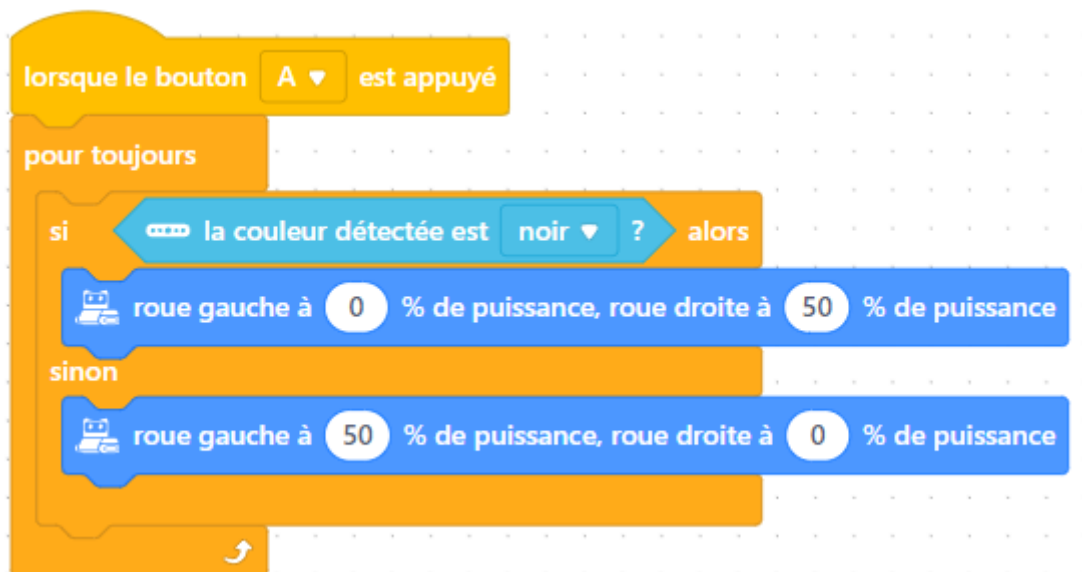 lorsque le bouton A est appuyé
pour toujours
si la couleur détectée est noir ? alors
roue gauche à 0 % de puissance, roue droite à 50 % de puissance
sinon
roue gauche à 50 % de puissance, roue droite à 0 % de puissance